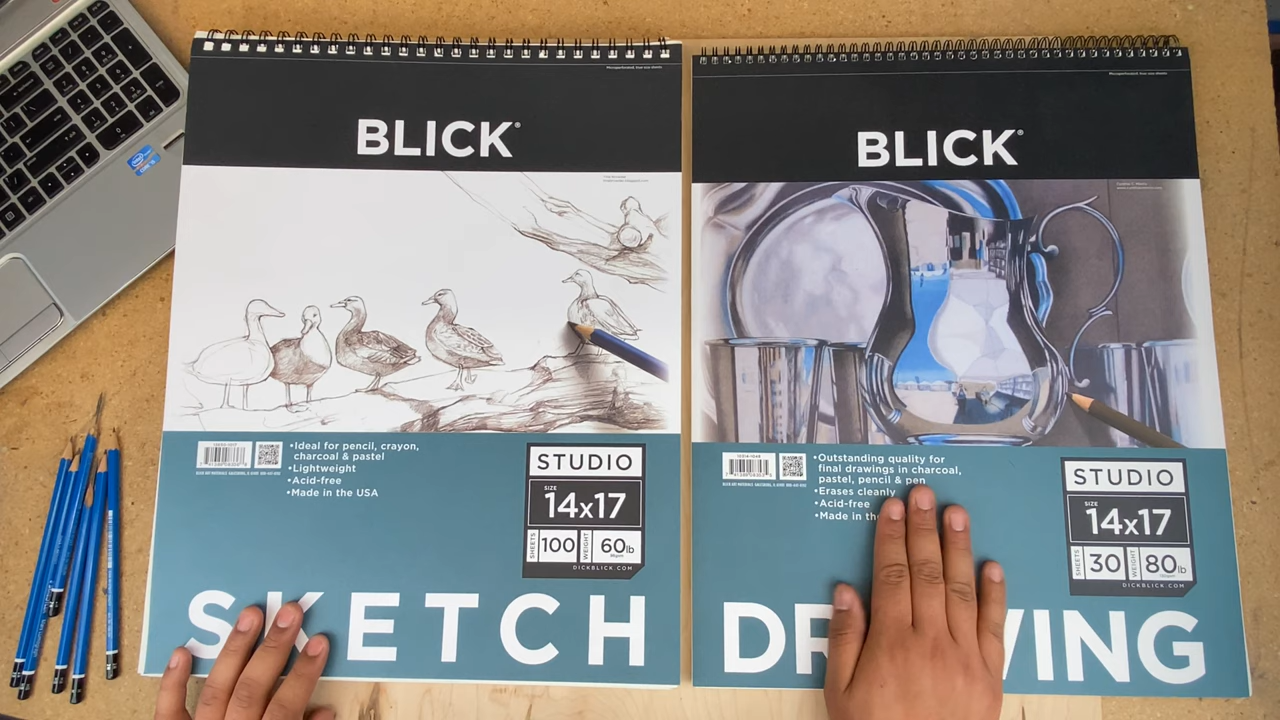 BLICK®
•Ideal for pencil, crayon,
charcoal & pastel
•Lightweight
•Acid-free
•Made in the USA
STUDIO
SIZE
14x17
SHEETS
100
WEIGHT
60lb
DICKBLICK.COM
SKETCH
BLICK®
•Outstanding quality for
final drawings in charcoal,
pastel, pencil & pen
•Erases cleanly
•Acid-free
•Made in the
STUDIO
SIZE
14x17
SHEETS
30
WEIGHT
80lb
DICKBLICK.COM
DR WING